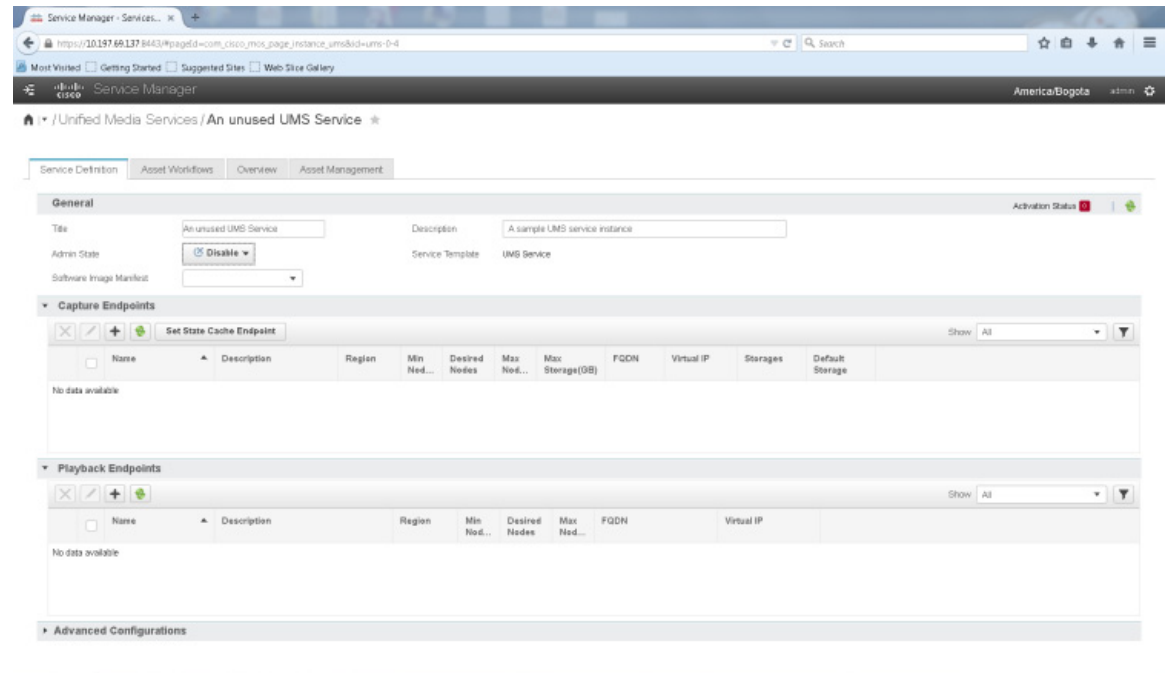 Service Manager - Services... × +
https://10.197.69.137:8443/#pageId=com_cisco_mos_page_instance_ums&id=ums-0-4 Search
Most Visited Getting Started Suggested Sites Web Slice Gallery
cisco Service Manager America/Bogota admin
/ Unified Media Services / An unused UMS Service
Service Definition Asset Workflows Overview Asset Management
General Activation Status 0
Title An unused UMS Service Description A sample UMS service instance
Admin State Disable Service Template UMS Service
Software Image Manifest
Capture Endpoints
Set State Cache Endpoint Show All
Name Description Region Min Nod... Desired Nodes Max Nod... Max Storage(GB) FQDN Virtual IP Storages Default Storage
No data available
Playback Endpoints
Show All
Name Description Region Min Nod... Desired Nodes Max Nod... FQDN Virtual IP
No data available
Advanced Configurations